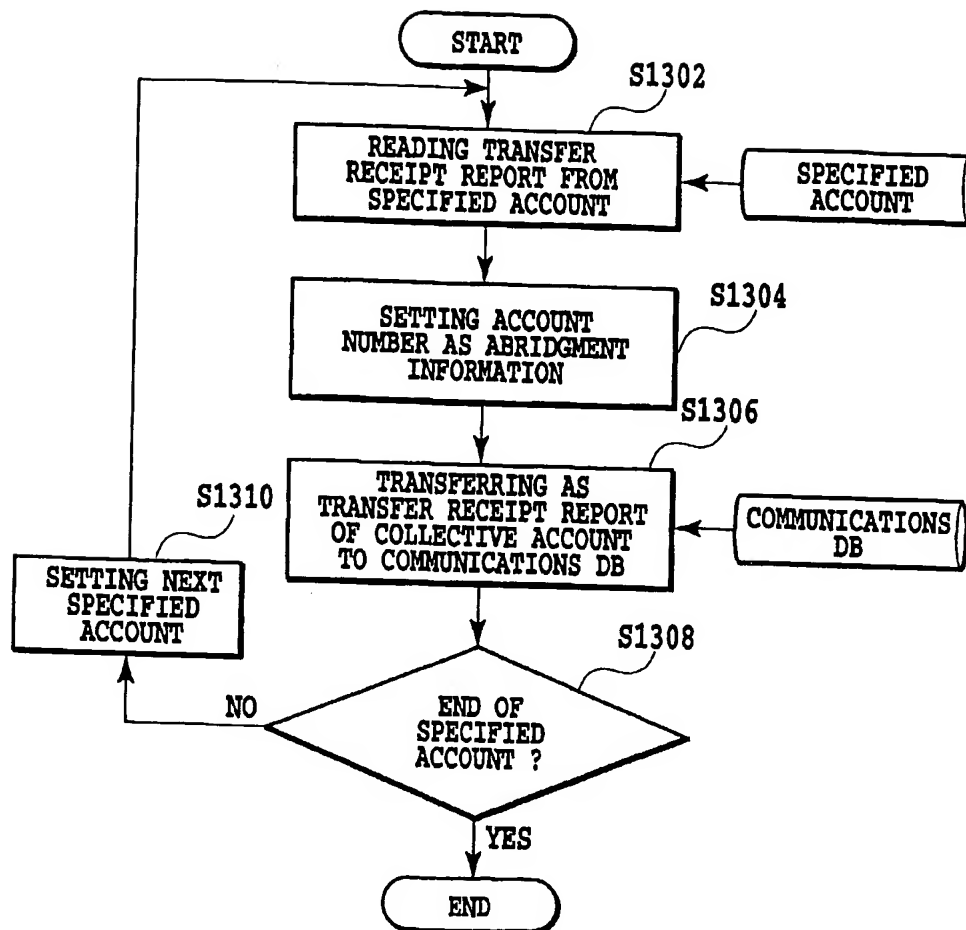 START
S1302
READING TRANSFER
RECEIPT REPORT FROM
SPECIFIED ACCOUNT
SPECIFIED
ACCOUNT
S1304
SETTING ACCOUNT
NUMBER AS ABRIDGMENT
INFORMATION
S1306
TRANSFERRING AS
TRANSFER RECEIPT REPORT
OF COLLECTIVE ACCOUNT
TO COMMUNICATIONS DB
COMMUNICATIONS
DB
S1310
SETTING NEXT
SPECIFIED
ACCOUNT
S1308
NO
END OF
SPECIFIED
ACCOUNT ?
YES
END